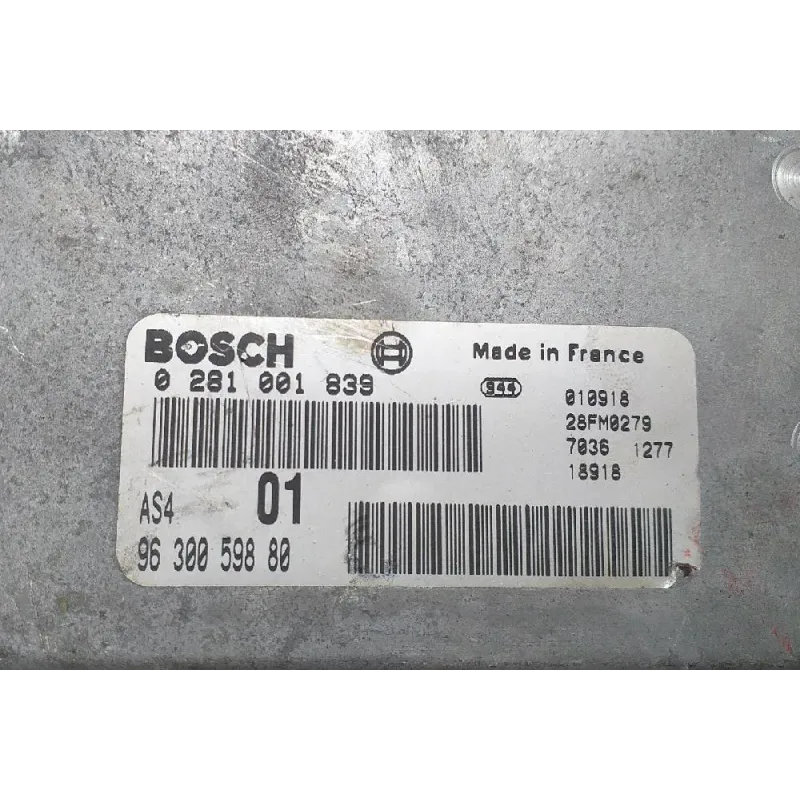 BOSCH Made in France
0 281 001 839
944
010918
28FM0279
7036 1277
18918
AS4 01
96 300 598 80